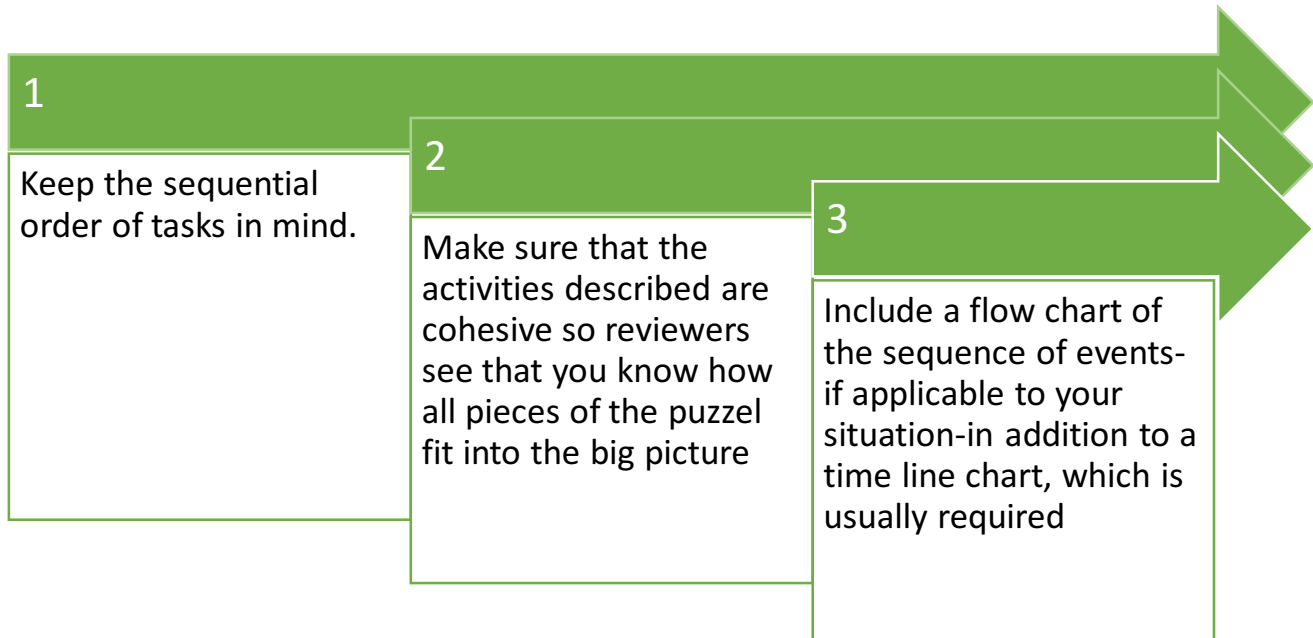 1
Keep the sequential
order of tasks in mind.
2
Make sure that the
activities described are
cohesive so reviewers
see that you know how
all pieces of the puzzel
fit into the big picture
3
Include a flow chart of
the sequence of events-
if applicable to your
situation-in addition to a
time line chart, which is
usually required